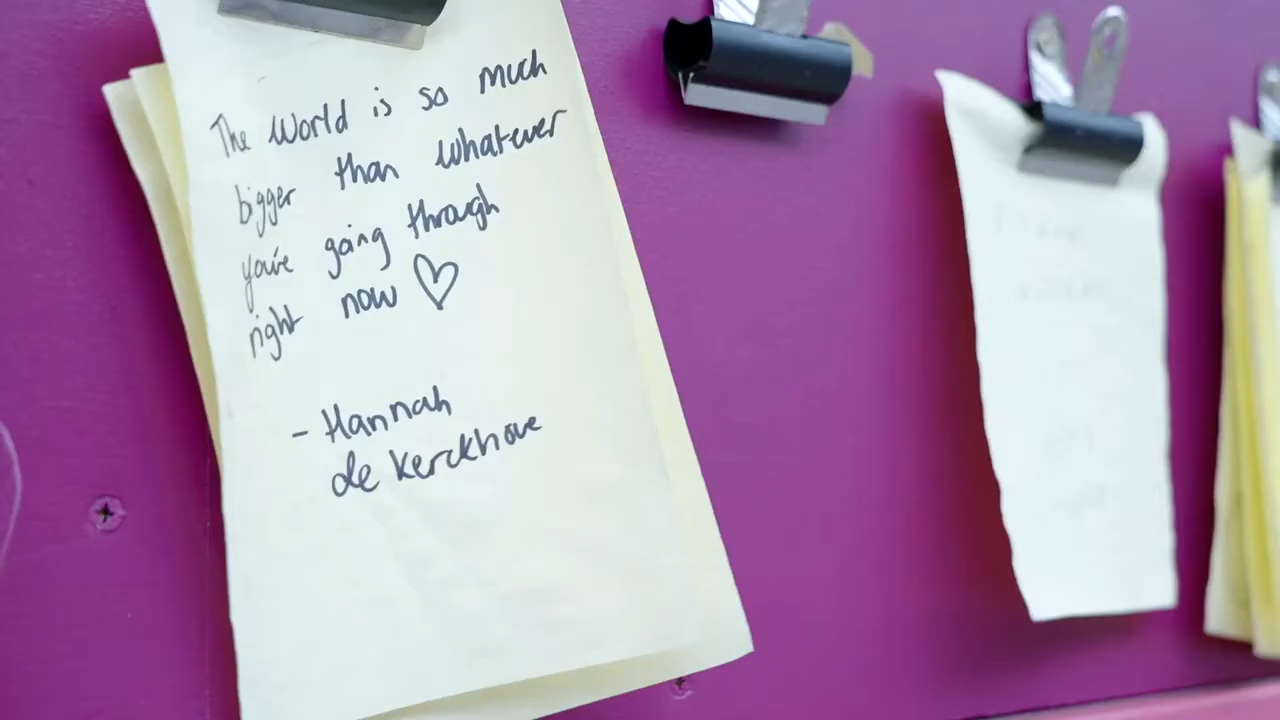 The World is so much
bigger than whatever
you're going through
right now ♡
- Hannah
de Kerckhove